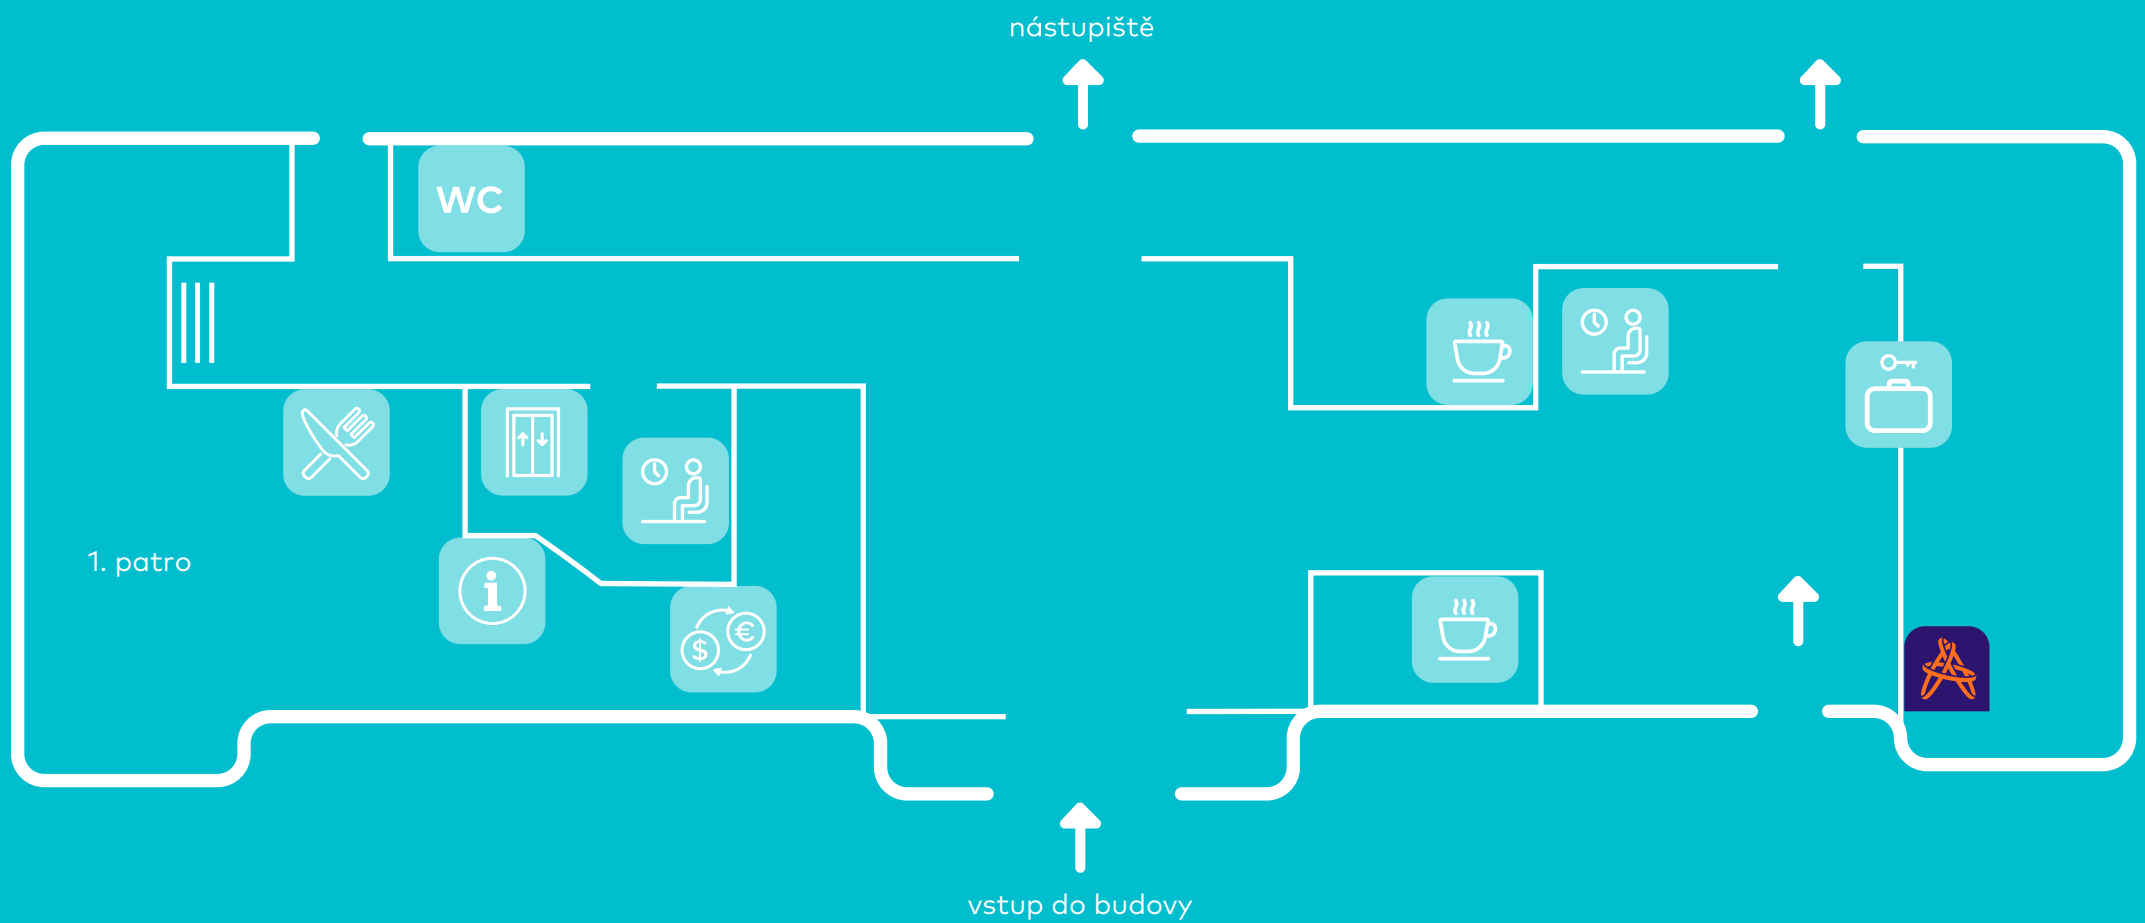 nástupiště
WC
1. patro
$
€
vstup do budovy